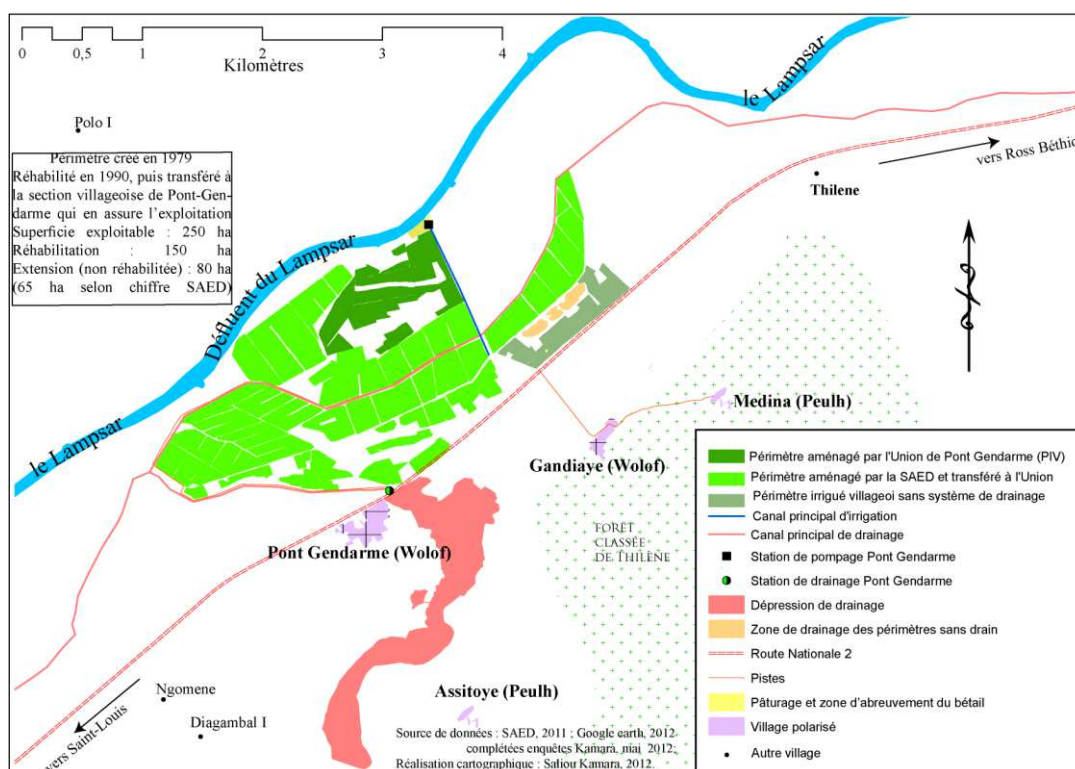 0 0,5 1 2 3 4
Kilomètres
le Lampsar
Polo I
Périmètre créé en 1979
Réhabilité en 1990, puis transféré à
la section villageoise de Pont-Gen-
darme qui en assure l'exploitation
Superficie exploitable : 250 ha
Réhabilitation : 150 ha
Extension (non réhabilitée) : 80 ha
(65 ha selon chiffre SAED)
vers Ross Béthio
Thilene
Défluent du Lampsar
le Lampsar
Medina (Peulh)
Gandiaye (Wolof)
FORÊT
CLASSÉE
DE THILÈNE
Pont Gendarme (Wolof)
Assitoye (Peulh)
Ngomene
Diagambal I
vers Saint-Louis
Source de données : SAED, 2011 ; Google earth, 2012
complétées enquêtes Kamara, mai 2012;
Réalisation cartographique : Saliou Kamara, 2012.
Périmètre aménagé par l'Union de Pont Gendarme (PIV)
Périmètre aménagé par la SAED et transféré à l'Union
Périmètre irrigué villageoi sans système de drainage
Canal principal d'irrigation
Canal principal de drainage
Station de pompage Pont Gendarme
Station de drainage Pont Gendarme
Dépression de drainage
Zone de drainage des périmètres sans drain
Route Nationale 2
Pistes
Pâturage et zone d'abreuvement du bétail
Village polarisé
Autre village